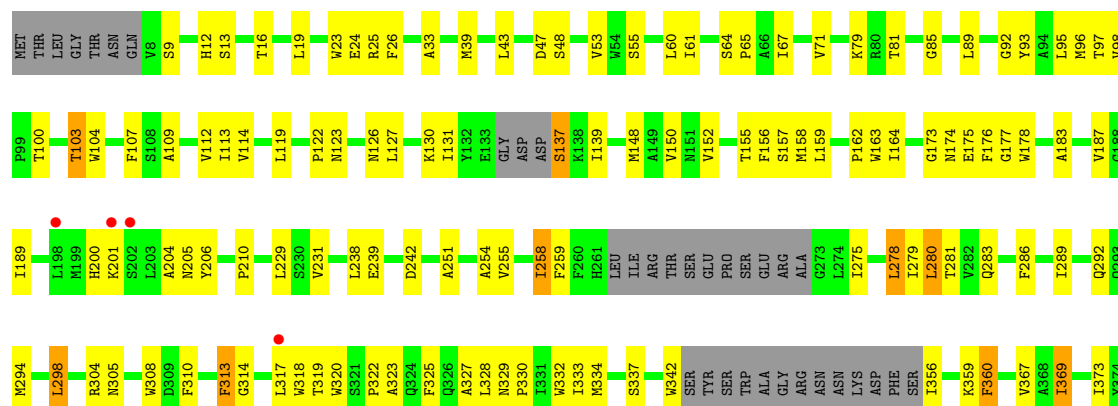 MET THR LEU GLY THR ASN GLN V8 S9 H12 S13 T16 L19 W23 E24 R25 F26 A33 M39 L43 D47 S48 V53 W54 S55 L60 I61 S64 P65 A66 I67 V71 K79 R80 T81 G85 L89 G92 Y93 A94 L95 M96 T97 V98
P99 T100 T103 W104 F107 S108 A109 V112 I113 V114 L119 P122 N123 N126 L127 K130 I131 Y132 E133 GLY ASP ASP S137 K138 I139 M148 A149 V150 N151 V152 T155 F156 S157 M158 L159 P162 W163 I164 G173 N174 E175 F176 G177 W178 A183 V187 G188
I189 L198 M199 H200 K201 S202 L203 A204 N205 Y206 P210 L229 S230 V231 L238 E239 D242 A251 A254 V255 I258 F259 F260 H261 LEU ILE ARG THR SER GLU PRO SER GLU ARG ALA G273 L274 I275 L278 I279 L280 T281 V282 Q283 F286 I289 Q292
M294 L298 R304 N305 W308 D309 F310 F313 G314 L317 W318 T319 W320 S321 P322 A323 Q324 F325 Q326 A327 L328 N329 P330 I331 W332 I333 M334 S337 W342 SER TYR SER TRP ALA GLY ARG ASN ASN LYS ASP PHE SER I356 K359 F360 V367 A368 I369 I373